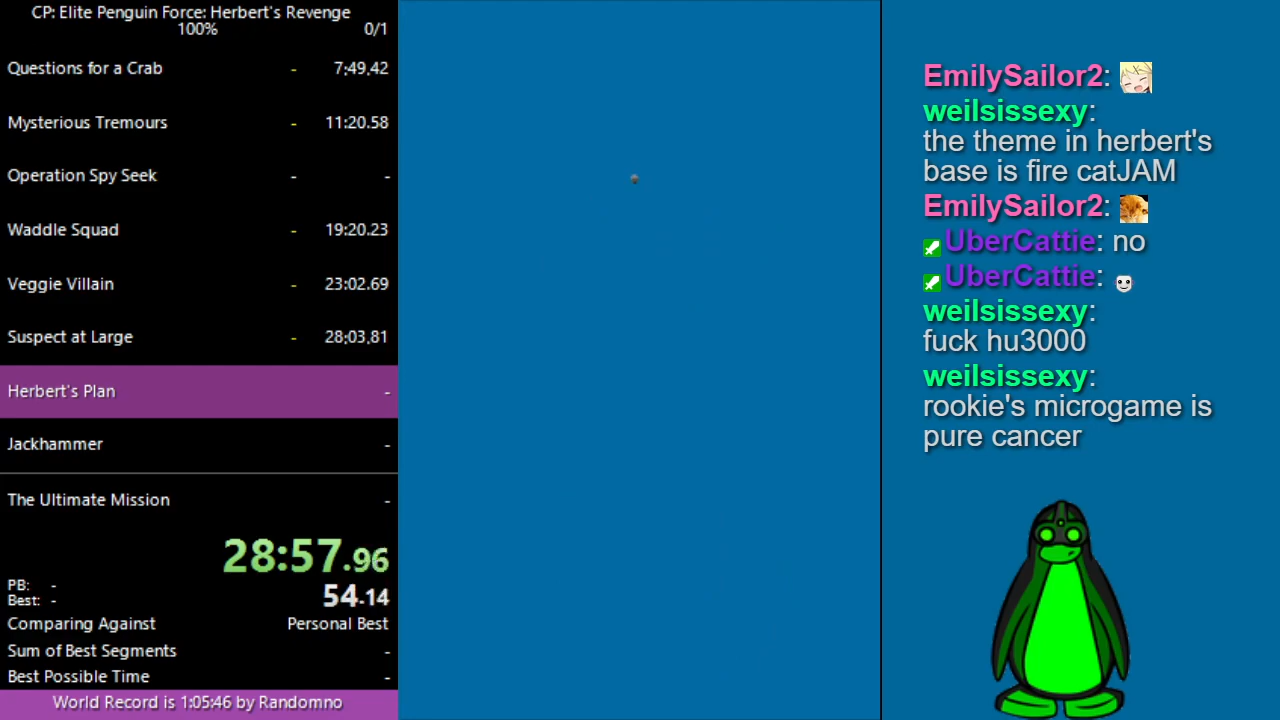 CP: Elite Penguin Force: Herbert's Revenge
100% 0/1
Questions for a Crab - 7:49.42
Mysterious Tremours - 11:20.58
Operation Spy Seek - -
Waddle Squad - 19:20.23
Veggie Villain - 23:02.69
Suspect at Large - 28:03.81
Herbert's Plan -
Jackhammer -
The Ultimate Mission -
28:57.96
PB: -
Best: - 54.14
Comparing Against Personal Best
Sum of Best Segments -
Best Possible Time -
World Record is 1:05:46 by Randomno
EmilySailor2:
weilsissexy:
the theme in herbert's
base is fire catJAM
EmilySailor2:
UberCattie: no
UberCattie:
weilsissexy:
fuck hu3000
weilsissexy:
rookie's microgame is
pure cancer